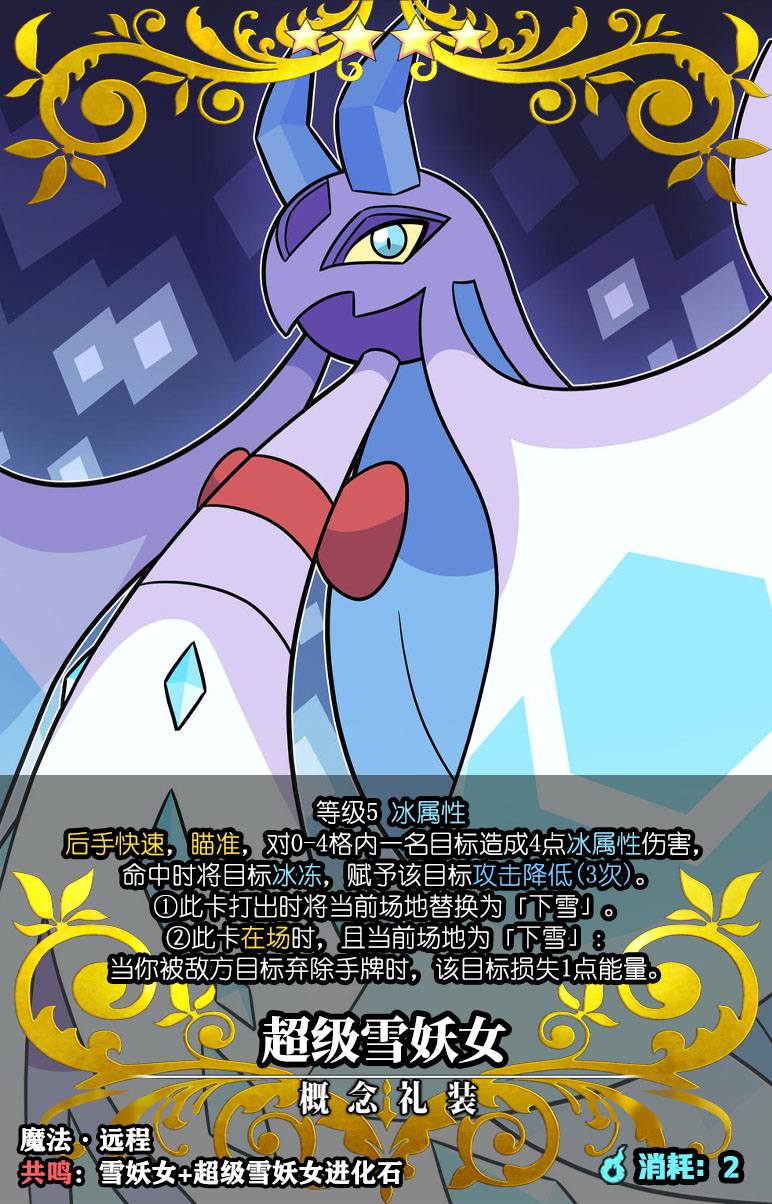 等级5 冰属性
后手快速，瞄准，对0-4格内一名目标造成4点冰属性伤害，
命中时将目标冰冻，赋予该目标攻击降低(3次)。
①此卡打出时将当前场地替换为「下雪」。
②此卡在场时，且当前场地为「下雪」：
当你被敌方目标弃除手牌时，该目标损失1点能量。
超级雪妖女
概念礼装
魔法·远程
共鸣：雪妖女+超级雪妖女进化石
消耗：2